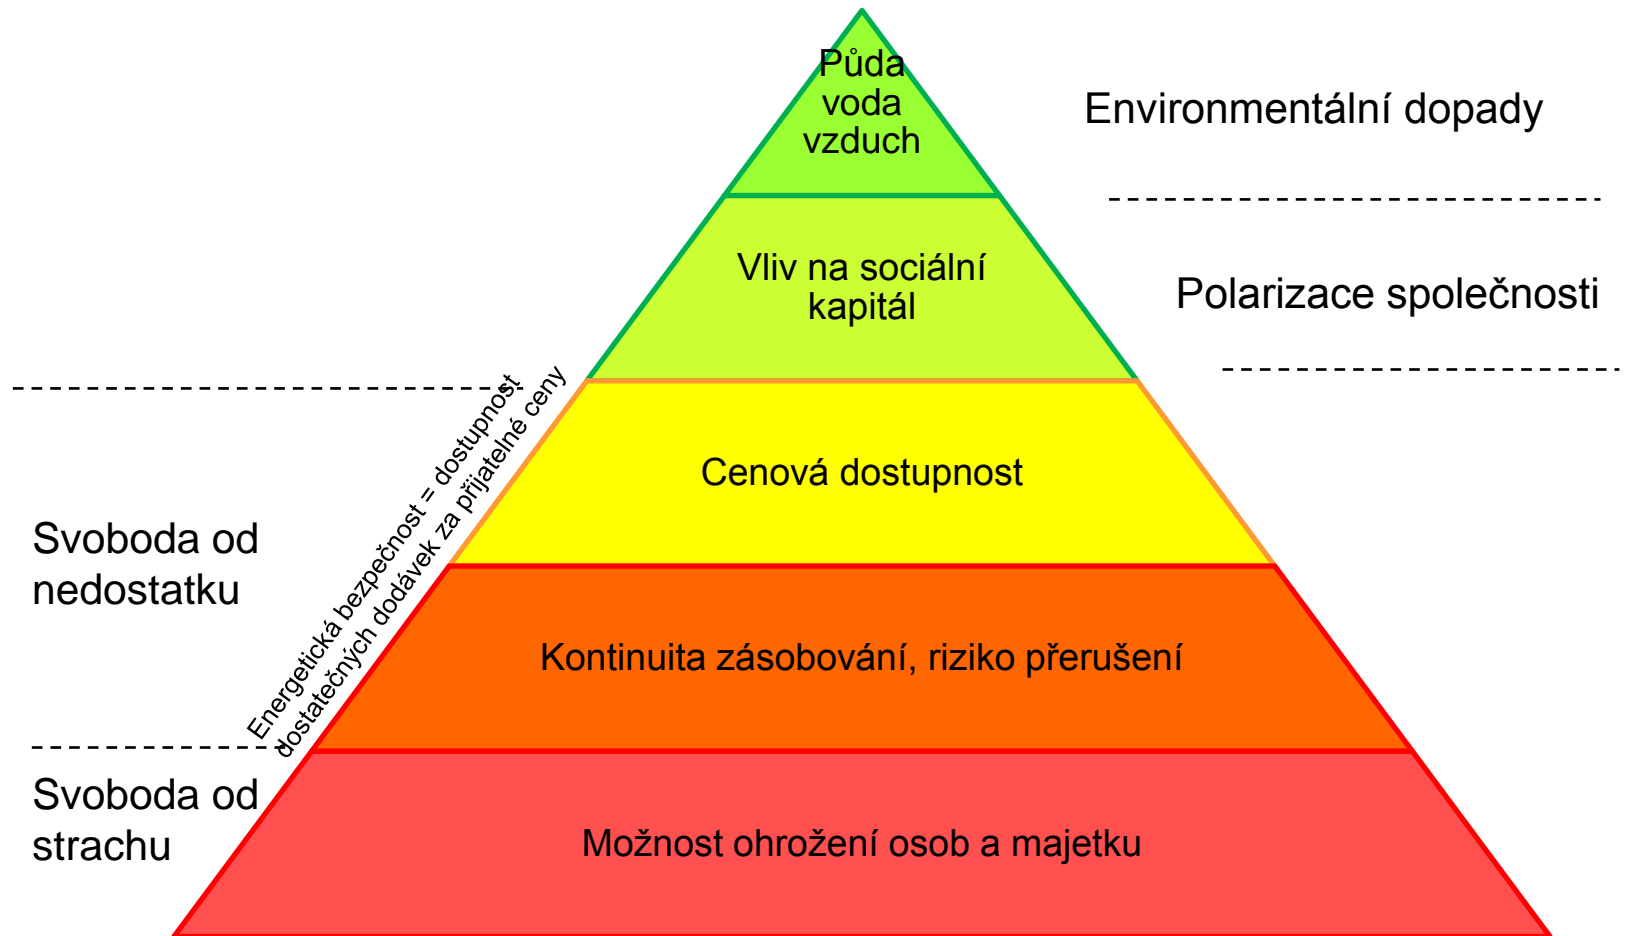 Půda
voda
vzduch
Environmentální dopady
Vliv na sociální
kapitál
Polarizace společnosti
Energetická bezpečnost = dostupnost
dostatečných dodávek za přijatelné ceny
Cenová dostupnost
Svoboda od
nedostatku
Kontinuita zásobování, riziko přerušení
Svoboda od
strachu
Možnost ohrožení osob a majetku